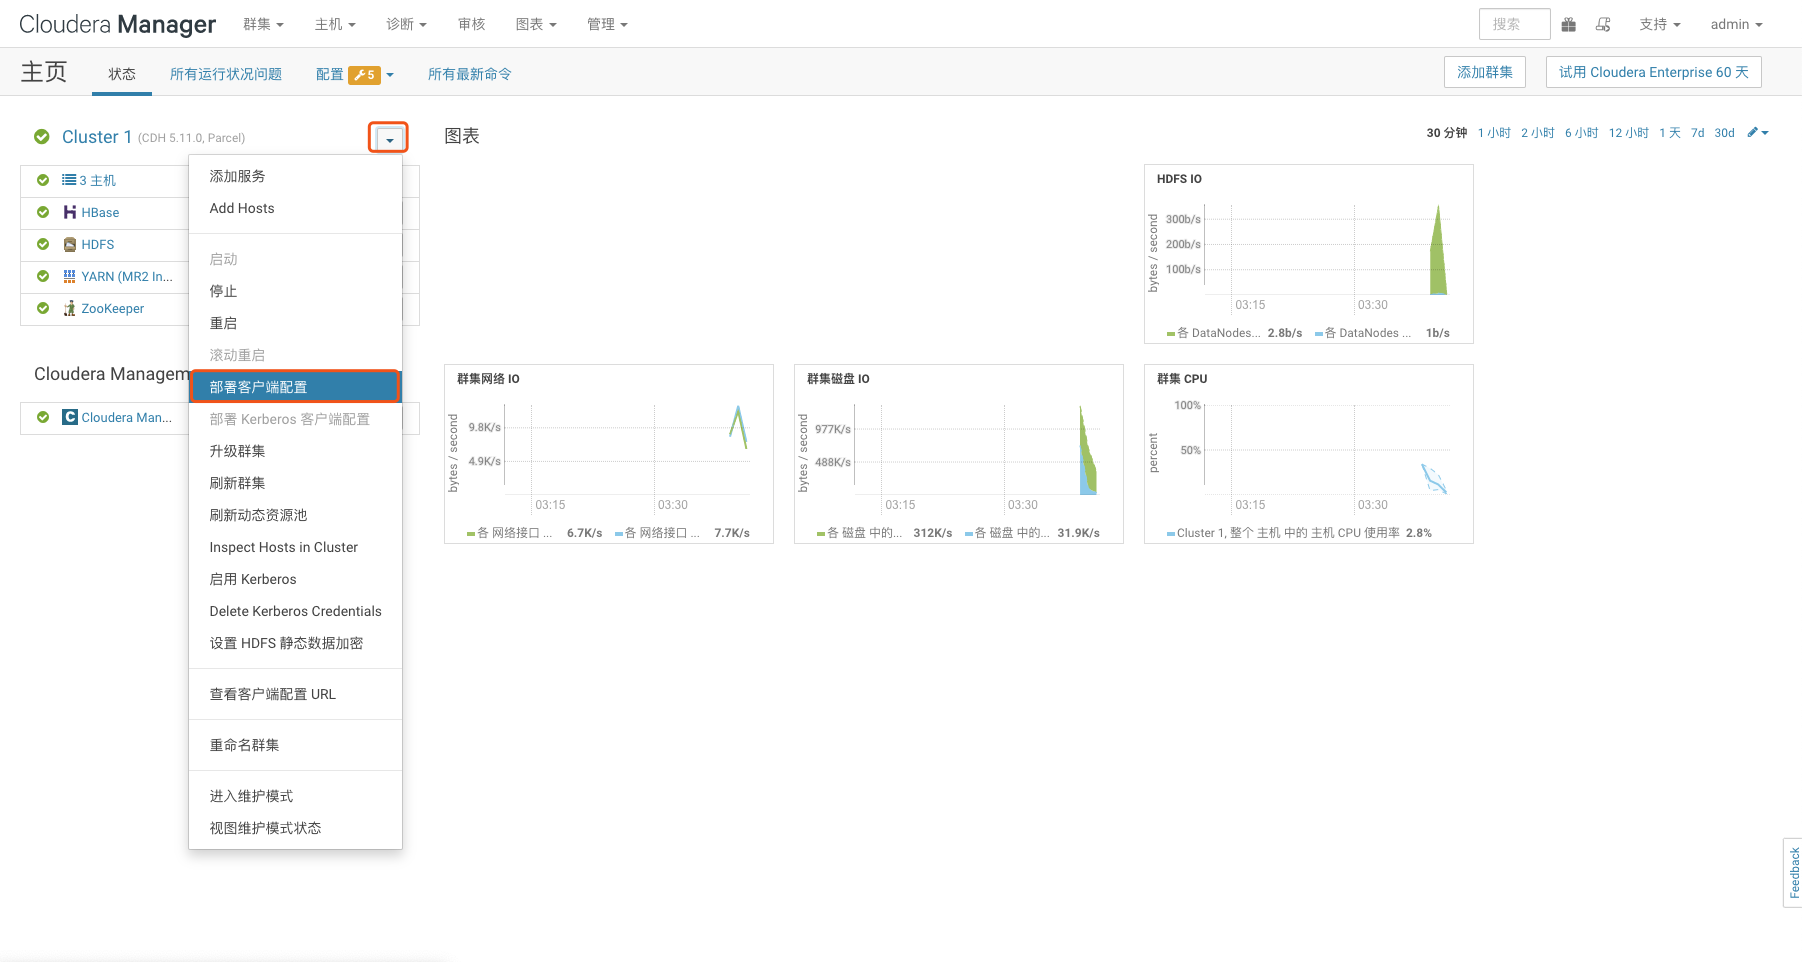 Cloudera Manager 群集 主机 诊断 审核 图表 管理 搜索 支持 admin
主页 状态 所有运行状况问题 配置 5 所有最新命令 添加群集 试用 Cloudera Enterprise 60 天
Cluster 1 (CDH 5.11.0, Parcel)
3 主机
HBase
HDFS
YARN (MR2 In...
ZooKeeper
Cloudera Managem
C Cloudera Man...
添加服务
Add Hosts
启动
停止
重启
滚动重启
部署客户端配置
部署 Kerberos 客户端配置
升级群集
刷新群集
刷新动态资源池
Inspect Hosts in Cluster
启用 Kerberos
Delete Kerberos Credentials
设置 HDFS 静态数据加密
查看客户端配置 URL
重命名群集
进入维护模式
视图维护模式状态
图表 30 分钟 1 小时 2 小时 6 小时 12 小时 1 天 7d 30d
HDFS IO
bytes / second
300b/s
200b/s
100b/s
03:15 03:30
各 DataNodes... 2.8b/s 各 DataNodes ... 1b/s
群集网络 IO
bytes / second
9.8K/s
4.9K/s
03:15 03:30
各 网络接口 ... 6.7K/s 各 网络接口 ... 7.7K/s
群集磁盘 IO
bytes / second
977K/s
488K/s
03:15 03:30
各 磁盘 中的... 312K/s 各 磁盘 中的... 31.9K/s
群集 CPU
percent
100%
50%
03:15 03:30
Cluster 1, 整个 主机 中的 主机 CPU 使用率 2.8%
Feedback